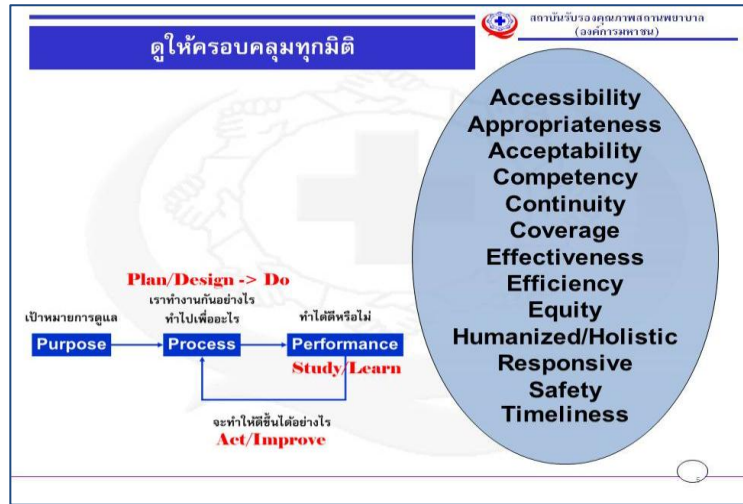 สถาบันรับรองคุณภาพสถานพยาบาล
(องค์การมหาชน)
ดูให้ครอบคลุมทุกมิติ
Plan/Design -> Do
เราทำงานกันอย่างไร
ทำไปเพื่ออะไร
เป้าหมายการดูแล
ทำได้ดีหรือไม่
Purpose
Process
Performance
Study/Learn
จะทำให้ดีขึ้นได้อย่างไร
Act/Improve
Accessibility
Appropriateness
Acceptability
Competency
Continuity
Coverage
Effectiveness
Efficiency
Equity
Humanized/Holistic
Responsive
Safety
Timeliness